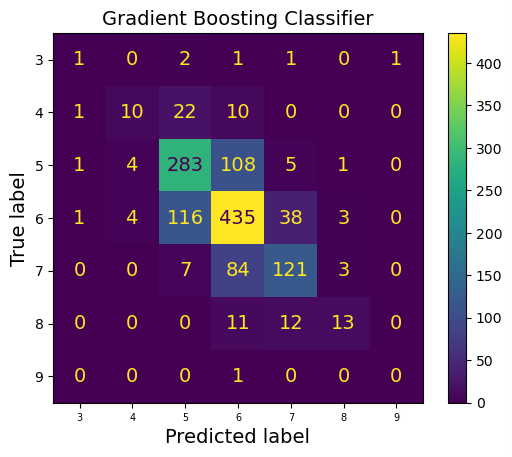 Gradient Boosting Classifier
True label
3 1 0 2 1 1 0 1
4 1 10 22 10 0 0 0
5 1 4 283 108 5 1 0
6 1 4 116 435 38 3 0
7 0 0 7 84 121 3 0
8 0 0 0 11 12 13 0
9 0 0 0 1 0 0 0
3 4 5 6 7 8 9
Predicted label
400
350
300
250
200
150
100
50
0